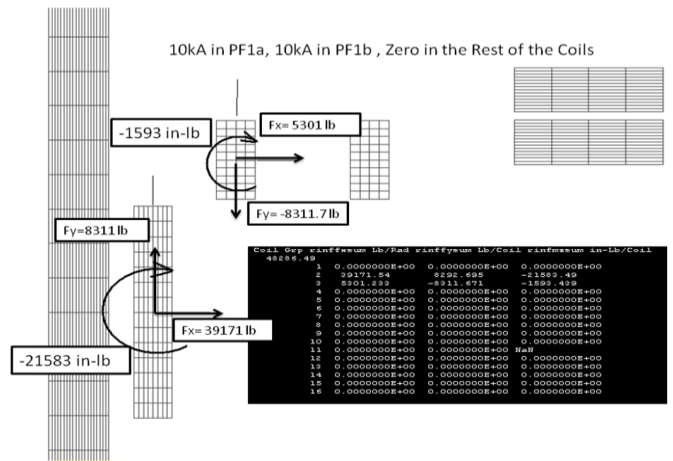 10kA in PF1a, 10kA in PF1b , Zero in the Rest of the Coils
-1593 in-lb
Fx= 5301 lb
Fy= -8311.7 lb
Fy=8311 lb
Fx= 39171 lb
-21583 in-lb
Coil Grp rinffxsum Lb/Rad rinffysum Lb/Coil rinfmzsum in-Lb/Coil
48286.49
1 0.0000000E+00 0.0000000E+00 0.0000000E+00
2 39171.54 8292.695 -21583.49
3 5301.233 -8311.671 -1593.439
4 0.0000000E+00 0.0000000E+00 0.0000000E+00
5 0.0000000E+00 0.0000000E+00 0.0000000E+00
6 0.0000000E+00 0.0000000E+00 0.0000000E+00
7 0.0000000E+00 0.0000000E+00 0.0000000E+00
8 0.0000000E+00 0.0000000E+00 0.0000000E+00
9 0.0000000E+00 0.0000000E+00 0.0000000E+00
10 0.0000000E+00 0.0000000E+00 0.0000000E+00
11 0.0000000E+00 0.0000000E+00 NaN
12 0.0000000E+00 0.0000000E+00 0.0000000E+00
13 0.0000000E+00 0.0000000E+00 0.0000000E+00
14 0.0000000E+00 0.0000000E+00 0.0000000E+00
15 0.0000000E+00 0.0000000E+00 0.0000000E+00
16 0.0000000E+00 0.0000000E+00 0.0000000E+00